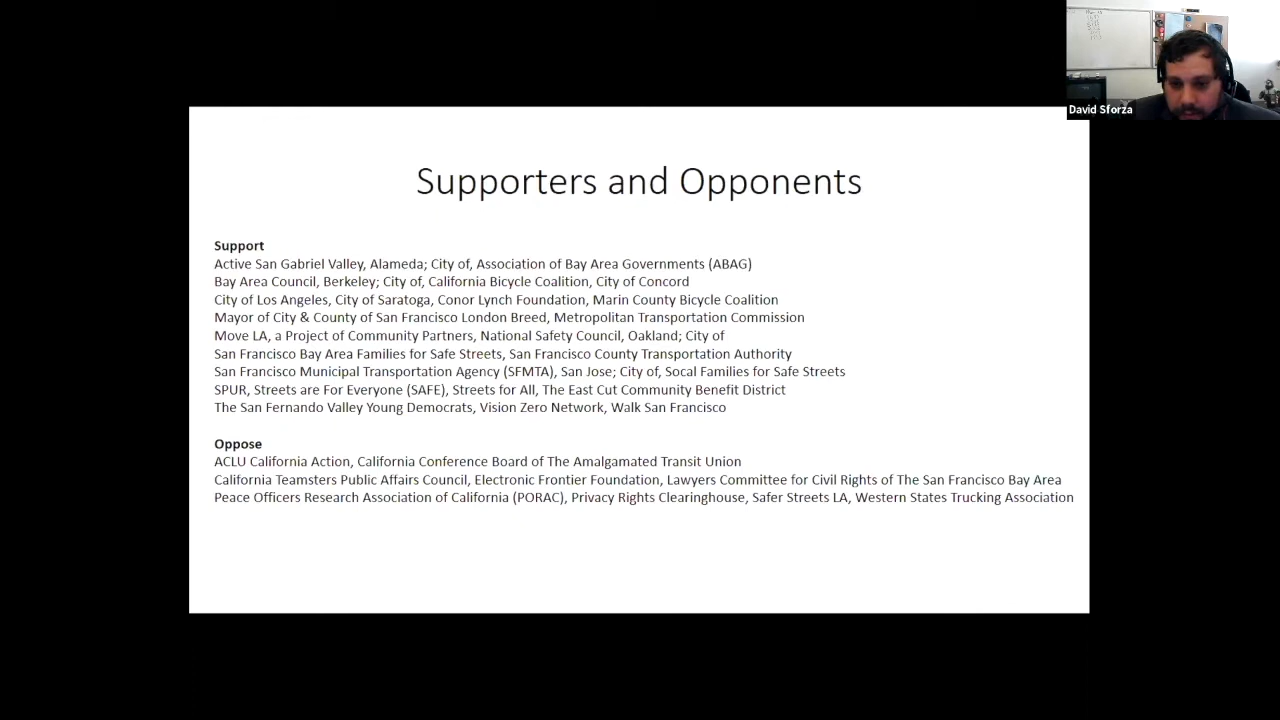 David Sforza
Supporters and Opponents
Support
Active San Gabriel Valley, Alameda; City of, Association of Bay Area Governments (ABAG)
Bay Area Council, Berkeley; City of, California Bicycle Coalition, City of Concord
City of Los Angeles, City of Saratoga, Conor Lynch Foundation, Marin County Bicycle Coalition
Mayor of City & County of San Francisco London Breed, Metropolitan Transportation Commission
Move LA, a Project of Community Partners, National Safety Council, Oakland; City of
San Francisco Bay Area Families for Safe Streets, San Francisco County Transportation Authority
San Francisco Municipal Transportation Agency (SFMTA), San Jose; City of, Socal Families for Safe Streets
SPUR, Streets are For Everyone (SAFE), Streets for All, The East Cut Community Benefit District
The San Fernando Valley Young Democrats, Vision Zero Network, Walk San Francisco
Oppose
ACLU California Action, California Conference Board of The Amalgamated Transit Union
California Teamsters Public Affairs Council, Electronic Frontier Foundation, Lawyers Committee for Civil Rights of The San Francisco Bay Area
Peace Officers Research Association of California (PORAC), Privacy Rights Clearinghouse, Safer Streets LA, Western States Trucking Association